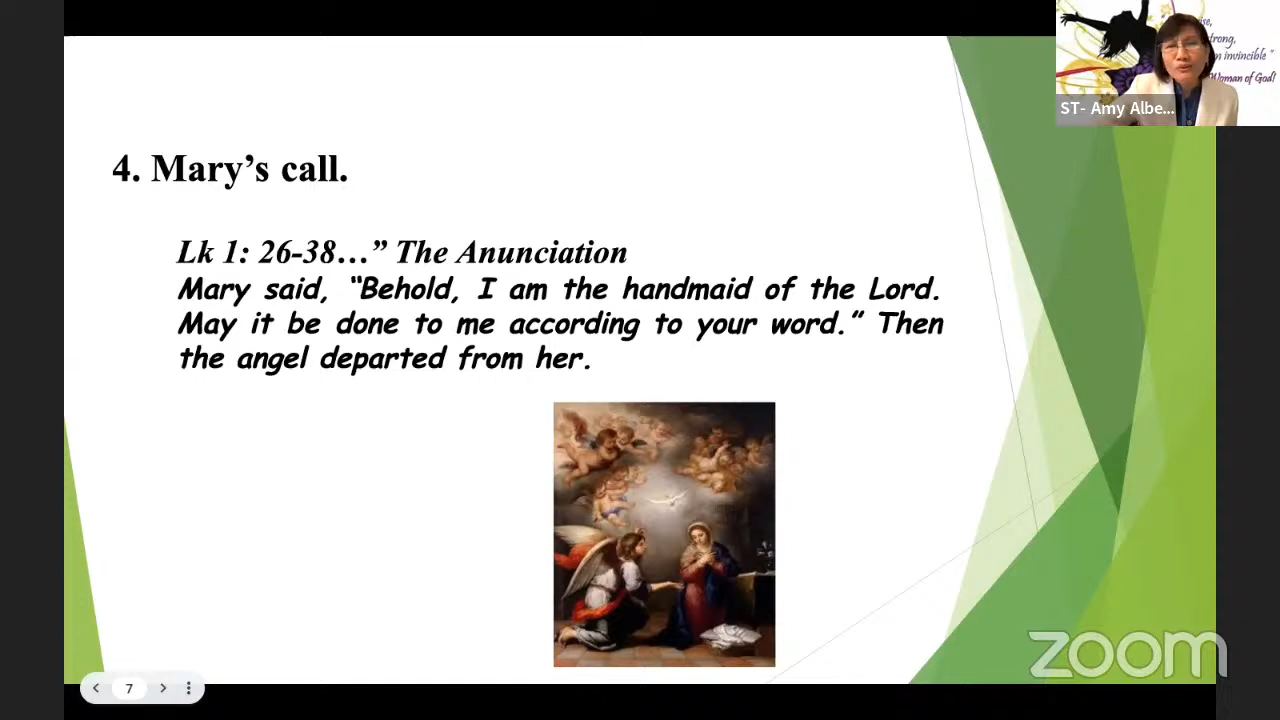 strong,
invincible "
Woman of God!
ST- Amy Albe...
4. Mary’s call.
Lk 1: 26-38…” The Anunciation
Mary said, “Behold, I am the handmaid of the Lord.
May it be done to me according to your word.” Then
the angel departed from her.
zoom
7